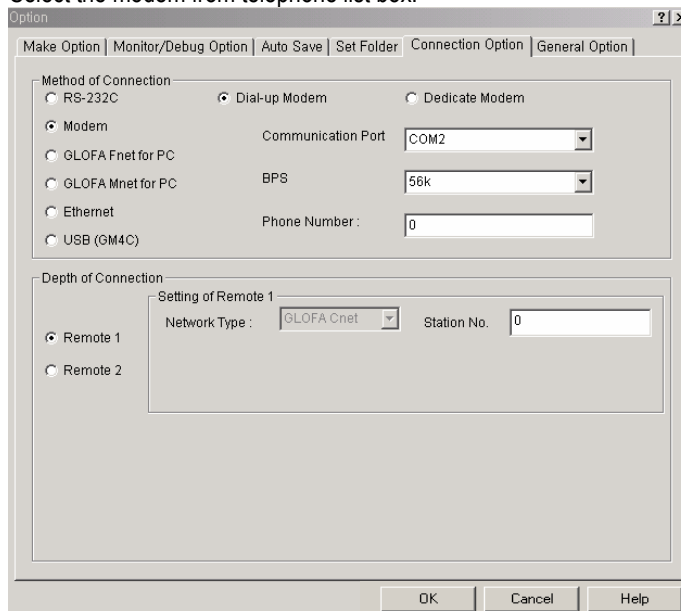 Select the modem from telephone list box.
Option
Make Option | Monitor/Debug Option | Auto Save | Set Folder | Connection Option | General Option
Method of Connection
RS-232C Dial-up Modem Dedicate Modem
Modem
Communication Port COM2
GLOFA Fnet for PC
GLOFA Mnet for PC
BPS 56k
Ethernet
Phone Number : 0
USB (GM4C)
Depth of Connection
Setting of Remote 1
Network Type : GLOFA Cnet Station No. 0
Remote 1
Remote 2
OK Cancel Help